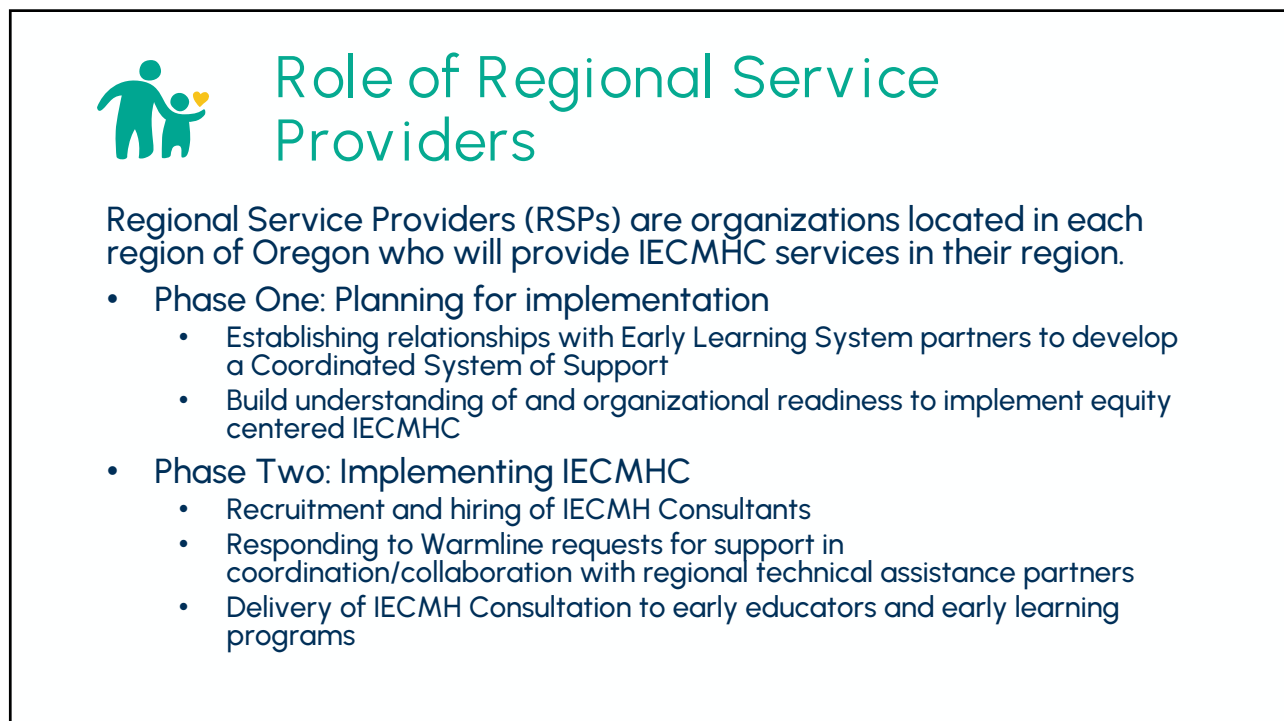 Role of Regional Service
Providers
Regional Service Providers (RSPs) are organizations located in each
region of Oregon who will provide IECMHC services in their region.
• Phase One: Planning for implementation
• Establishing relationships with Early Learning System partners to develop
a Coordinated System of Support
• Build understanding of and organizational readiness to implement equity
centered IECMHC
• Phase Two: Implementing IECMHC
• Recruitment and hiring of IECMH Consultants
• Responding to Warmline requests for support in
coordination/collaboration with regional technical assistance partners
• Delivery of IECMH Consultation to early educators and early learning
programs